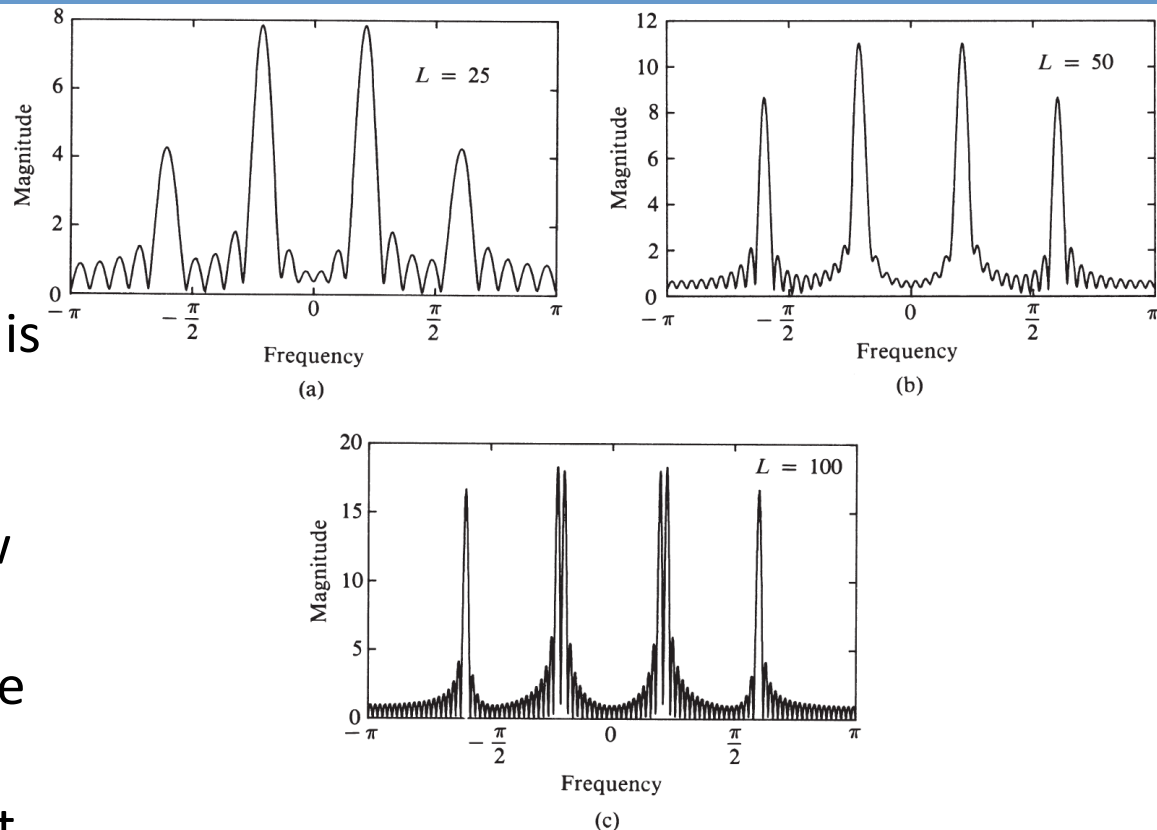 8
6
4
2
0
Magnitude
L = 25
−π
−π/2
0
π/2
π
Frequency
(a)
12
10
8
6
4
2
0
Magnitude
L = 50
−π
−π/2
0
π/2
π
Frequency
(b)
is
20
15
10
5
0
Magnitude
L = 100
−π
−π/2
0
π/2
π
Frequency
(c)